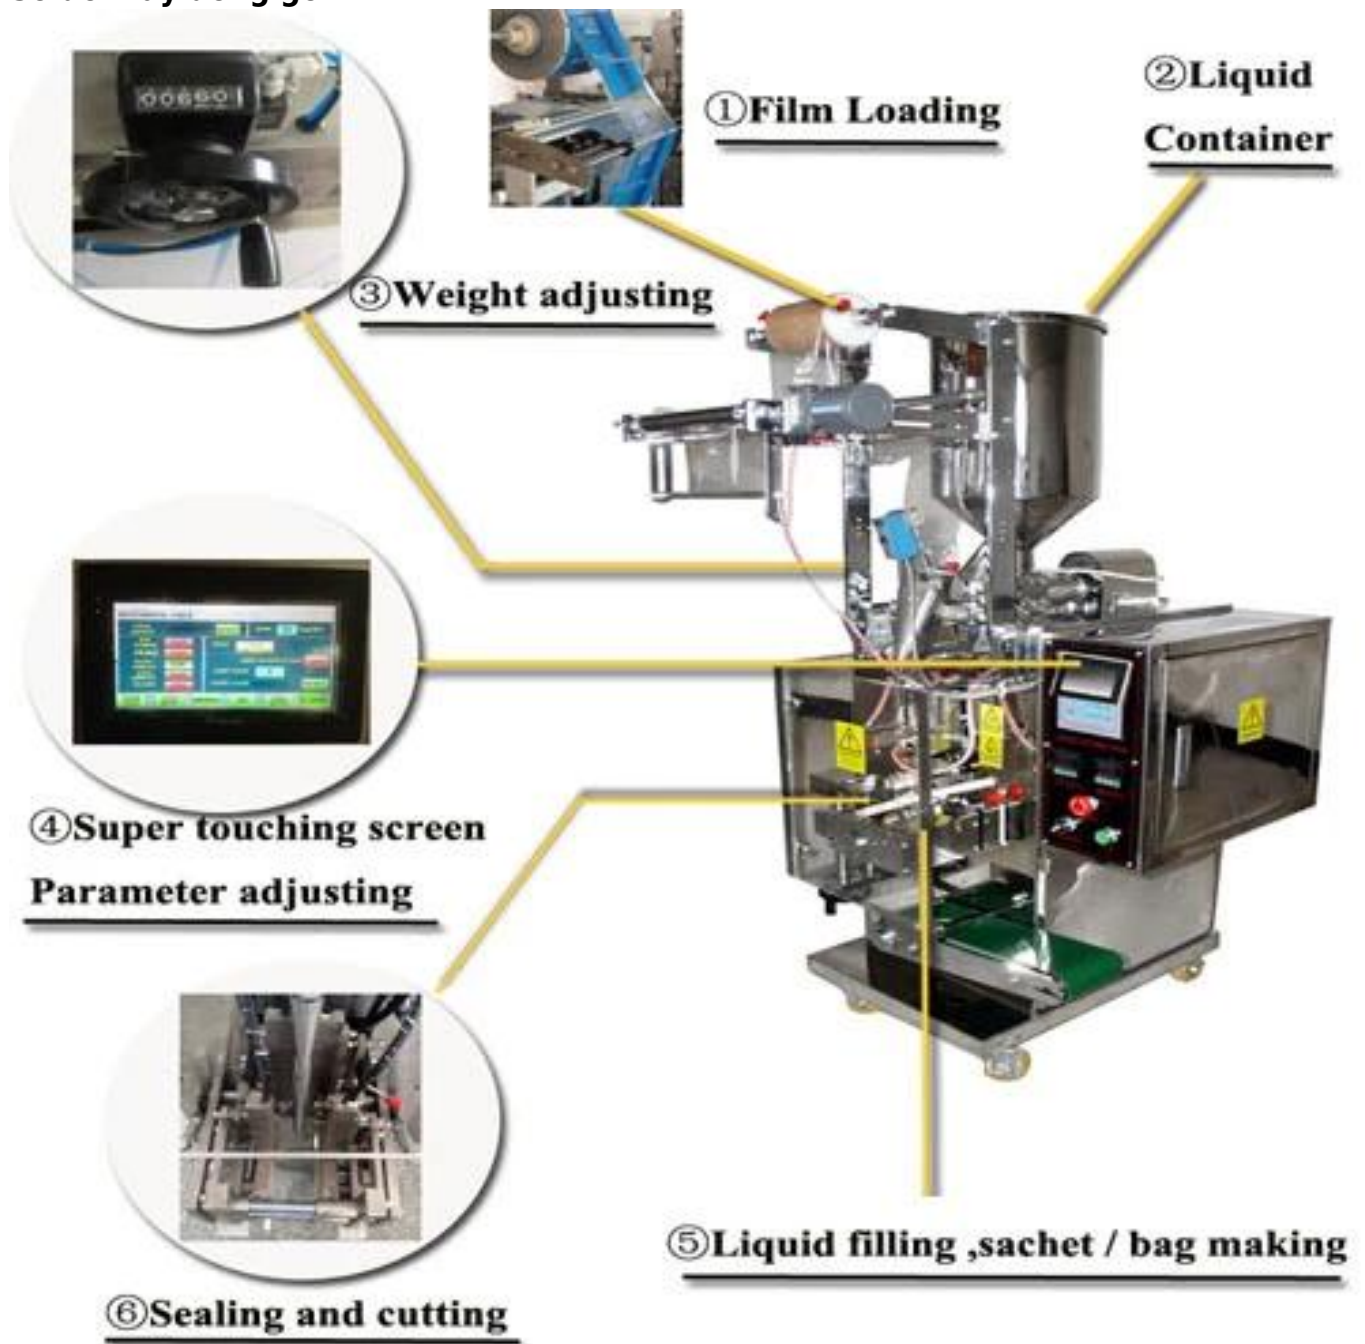 ①Film Loading
②Liquid
Container
③Weight adjusting
④Super touching screen
Parameter adjusting
⑤Liquid filling ,sachet / bag making
⑥Sealing and cutting